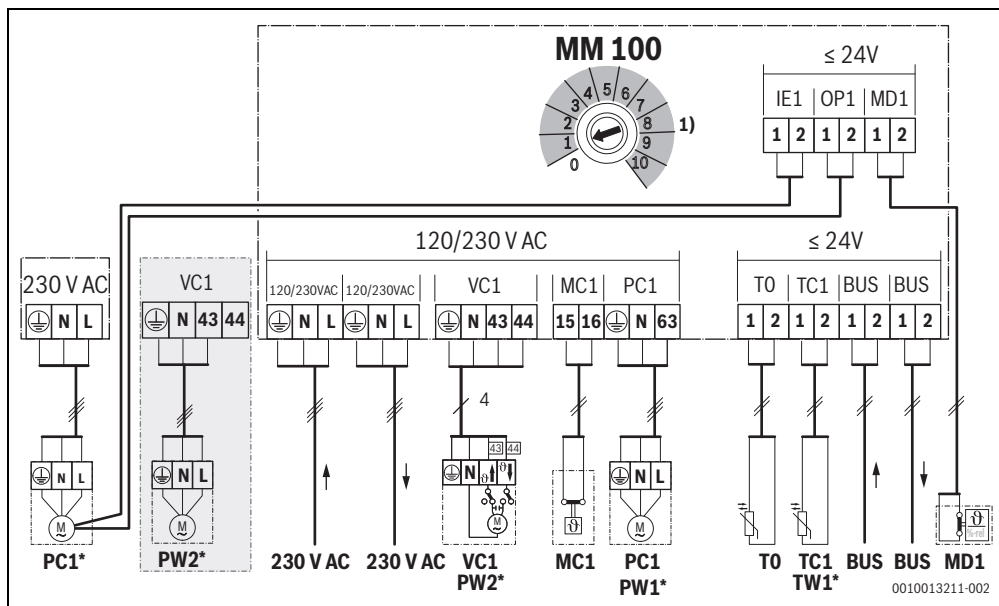 MM 100
0 1 2 3 4 5 6 7 8 9 10
1)
≤ 24V
IE1 OP1 MD1
1 2 1 2 1 2
120/230 V AC
≤ 24V
230 V AC
VC1
120/230VAC 120/230VAC VC1 MC1 PC1
T0 TC1 BUS BUS
N L
N 43 44
N L N L N 43 44 15 16 N 63
1 2 1 2 1 2 1 2
4
43 44
N L
N L
N ϑ ϑ
N L
M ~
M ~
M ~
ϑ
M ~
ϑ
%-rel
PC1*
PW2*
230 V AC
230 V AC
VC1
PW2*
MC1
PC1
PW1*
T0
TC1
TW1*
BUS
BUS
MD1
0010013211-002